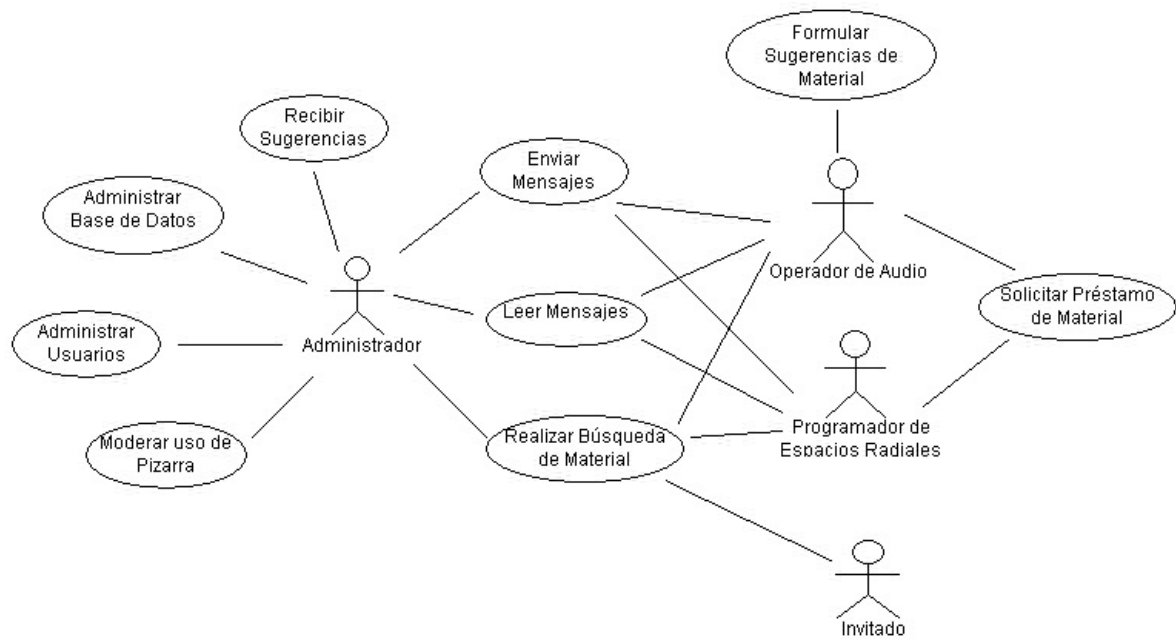 Formular
Sugerencias de
Material
Recibir
Sugerencias
Enviar
Mensajes
Administrar
Base de Datos
Operador de Audio
Solicitar Préstamo
de Material
Leer Mensajes
Administrar
Usuarios
Administrador
Programador de
Espacios Radiales
Moderar uso de
Pizarra
Realizar Búsqueda
de Material
Invitado